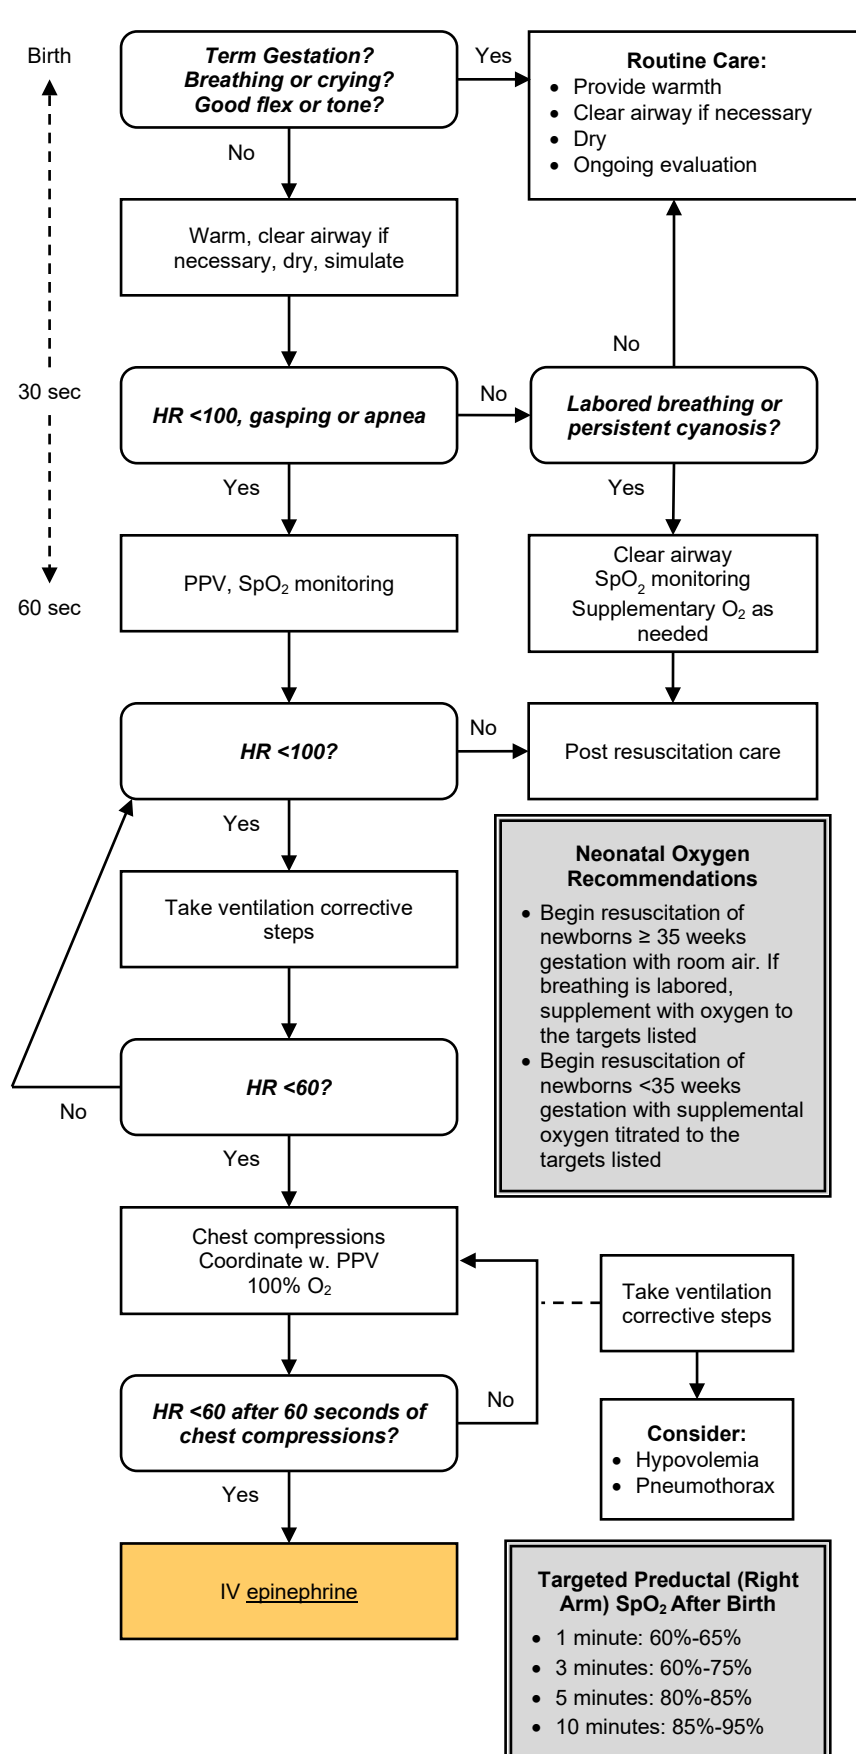 Birth
Term Gestation?
Breathing or crying?
Good flex or tone?
Yes
Routine Care:
• Provide warmth
• Clear airway if necessary
• Dry
• Ongoing evaluation
No
Warm, clear airway if
necessary, dry, simulate
No
30 sec
HR <100, gasping or apnea
No
Labored breathing or
persistent cyanosis?
Yes
Yes
60 sec
PPV, SpO₂ monitoring
Clear airway
SpO₂ monitoring
Supplementary O₂ as
needed
HR <100?
No
Post resuscitation care
Yes
Take ventilation corrective
steps
Neonatal Oxygen
Recommendations
• Begin resuscitation of
newborns ≥ 35 weeks
gestation with room air. If
breathing is labored,
supplement with oxygen to
the targets listed
• Begin resuscitation of
newborns <35 weeks
gestation with supplemental
oxygen titrated to the
targets listed
HR <60?
No
Yes
Chest compressions
Coordinate w. PPV
100% O₂
Take ventilation
corrective steps
HR <60 after 60 seconds of
chest compressions?
No
Consider:
• Hypovolemia
• Pneumothorax
Yes
IV epinephrine
Targeted Preductal (Right
Arm) SpO₂ After Birth
• 1 minute: 60%-65%
• 3 minutes: 60%-75%
• 5 minutes: 80%-85%
• 10 minutes: 85%-95%